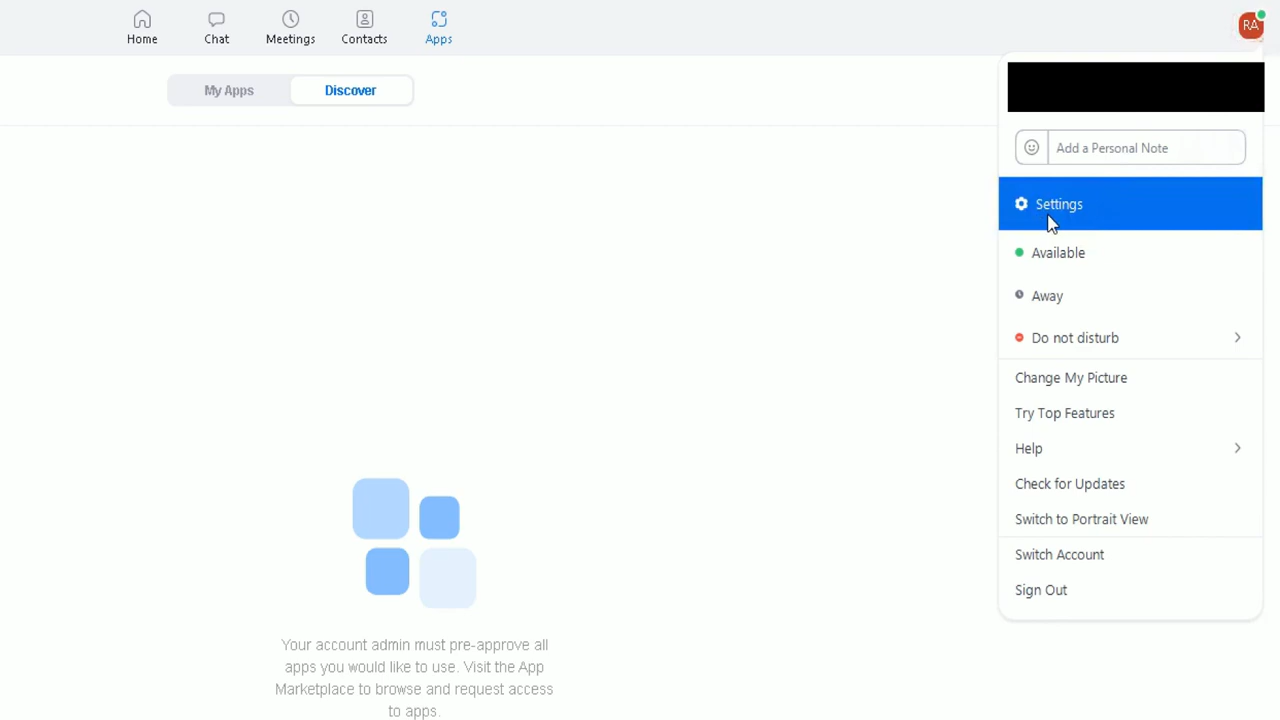 Home
Chat
Meetings
Contacts
Apps
RA
My Apps
Discover
Add a Personal Note
Settings
Available
Away
Do not disturb
Change My Picture
Try Top Features
Help
Check for Updates
Switch to Portrait View
Switch Account
Sign Out
Your account admin must pre-approve all
apps you would like to use. Visit the App
Marketplace to browse and request access
to apps.